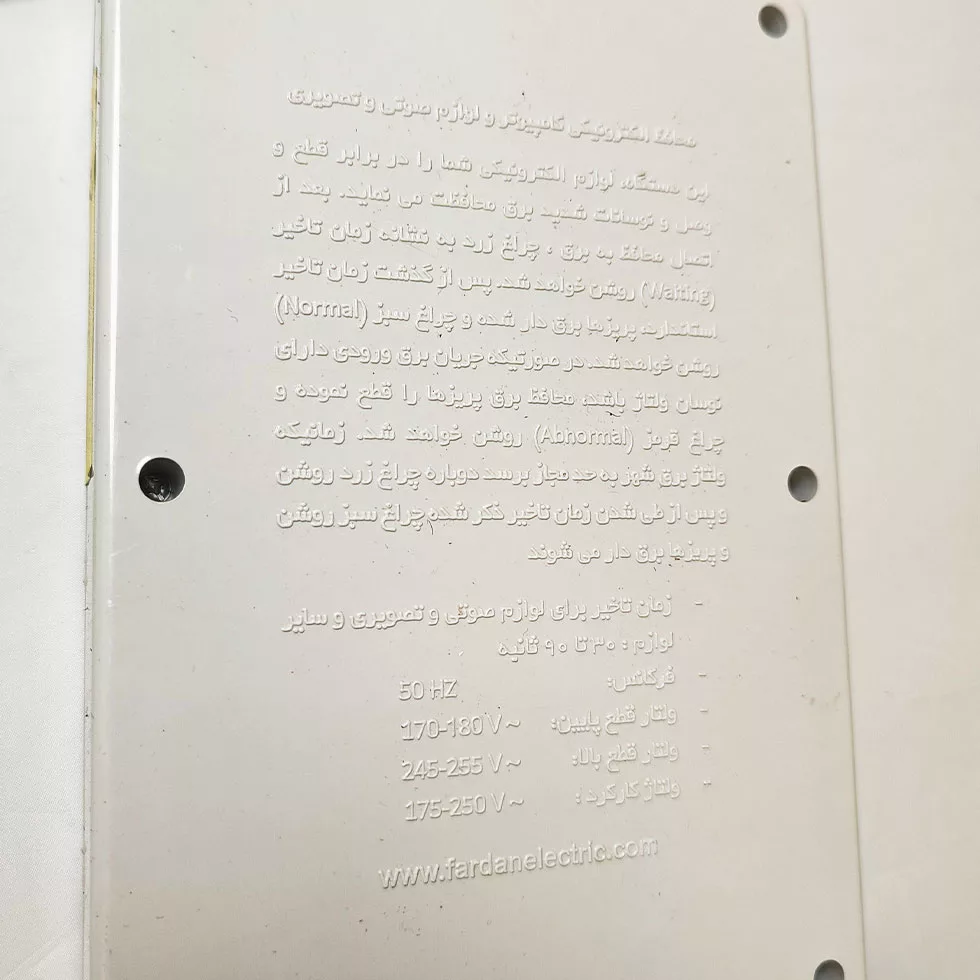 محافظ الکترونیکی کامپیوتر و لوازم صوتی و تصویری
این دستگاه، لوازم الکترونیکی شما را در برابر قطع و
وصل و نوسانات شدید برق محافظت می نماید. بعد از
اتصال محافظ به برق ، چراغ زرد به نشانه زمان تاخیر
(Waiting) روشن خواهد شد. پس از گذشت زمان تاخیر
استاندارد، پریزها برق دار شده و چراغ سبز (Normal)
روشن خواهد شد. در صورتیکه جریان برق ورودی دارای
نوسان ولتاژ باشد، محافظ برق پریزها را قطع نموده و
چراغ قرمز (Abnormal) روشن خواهد شد. زمانیکه
ولتاژ برق شهر به حد مجاز برسد دوباره چراغ زرد روشن
و پس از طی شدن زمان تاخیر ذکر شده چراغ سبز روشن
و پریزها برق دار می شوند
- زمان تاخیر برای لوازم صوتی و تصویری و سایر
لوازم : ۳۰ تا ۹۰ ثانیه
- فرکانس: 50 HZ
- ولتاژ قطع پایین: 170-180 V ~
- ولتاژ قطع بالا: 245-255 V ~
- ولتاژ کارکرد : 175-250 V ~
www.fardanelectric.com